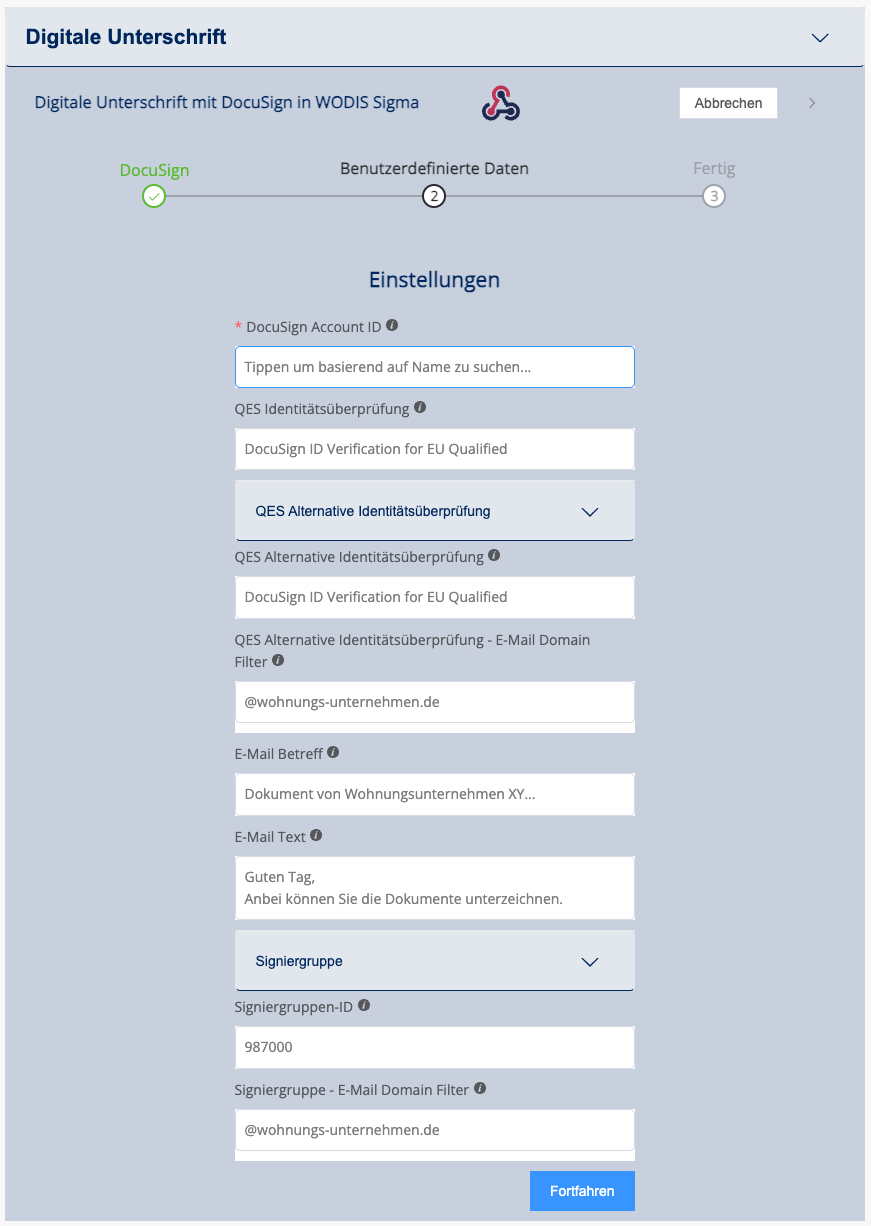 Digitale Unterschrift
Digitale Unterschrift mit DocuSign in WODIS Sigma
Abbrechen
DocuSign
Benutzerdefinierte Daten
Fertig
2
3
Einstellungen
* DocuSign Account ID
Tippen um basierend auf Name zu suchen...
QES Identitätsüberprüfung
DocuSign ID Verification for EU Qualified
QES Alternative Identitätsüberprüfung
QES Alternative Identitätsüberprüfung
DocuSign ID Verification for EU Qualified
QES Alternative Identitätsüberprüfung - E-Mail Domain
Filter
@wohnungs-unternehmen.de
E-Mail Betreff
Dokument von Wohnungsunternehmen XY...
E-Mail Text
Guten Tag,
Anbei können Sie die Dokumente unterzeichnen.
Signiergruppe
Signiergruppen-ID
987000
Signiergruppe - E-Mail Domain Filter
@wohnungs-unternehmen.de
Fortfahren